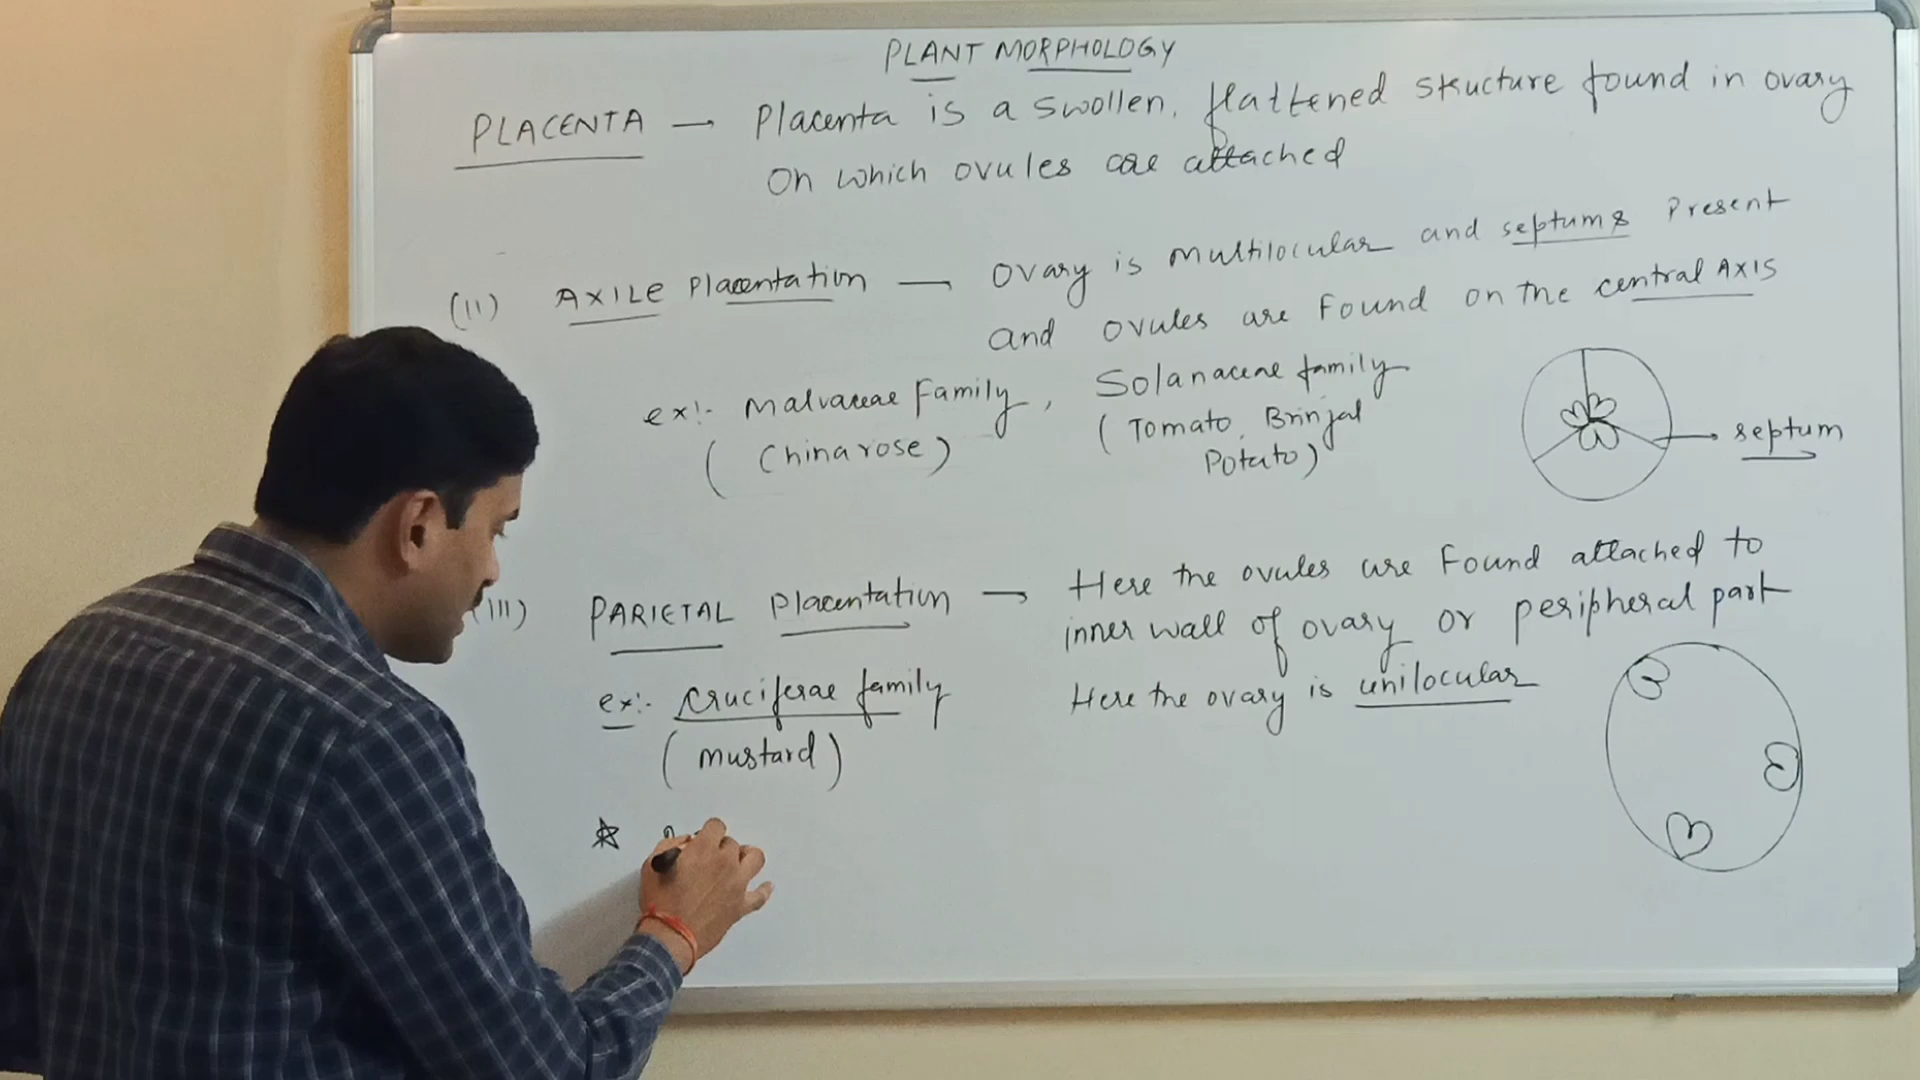 PLANT MORPHOLOGY
PLACENTA → Placenta is a swollen, flattened structure found in ovary
on which ovules are attached
(II) AXILE Placentation — Ovary is multilocular and septums Present
and ovules are Found on the central AXIS
ex:- Malvaceae Family, Solanaceae family
(Chinarose) (Tomato, Brinjal
Potato)
septum
(III) PARIETAL Placentation → Here the ovules are Found attached to
inner wall of ovary or peripheral part
ex:- Cruciferae family Here the ovary is unilocular
(mustard)